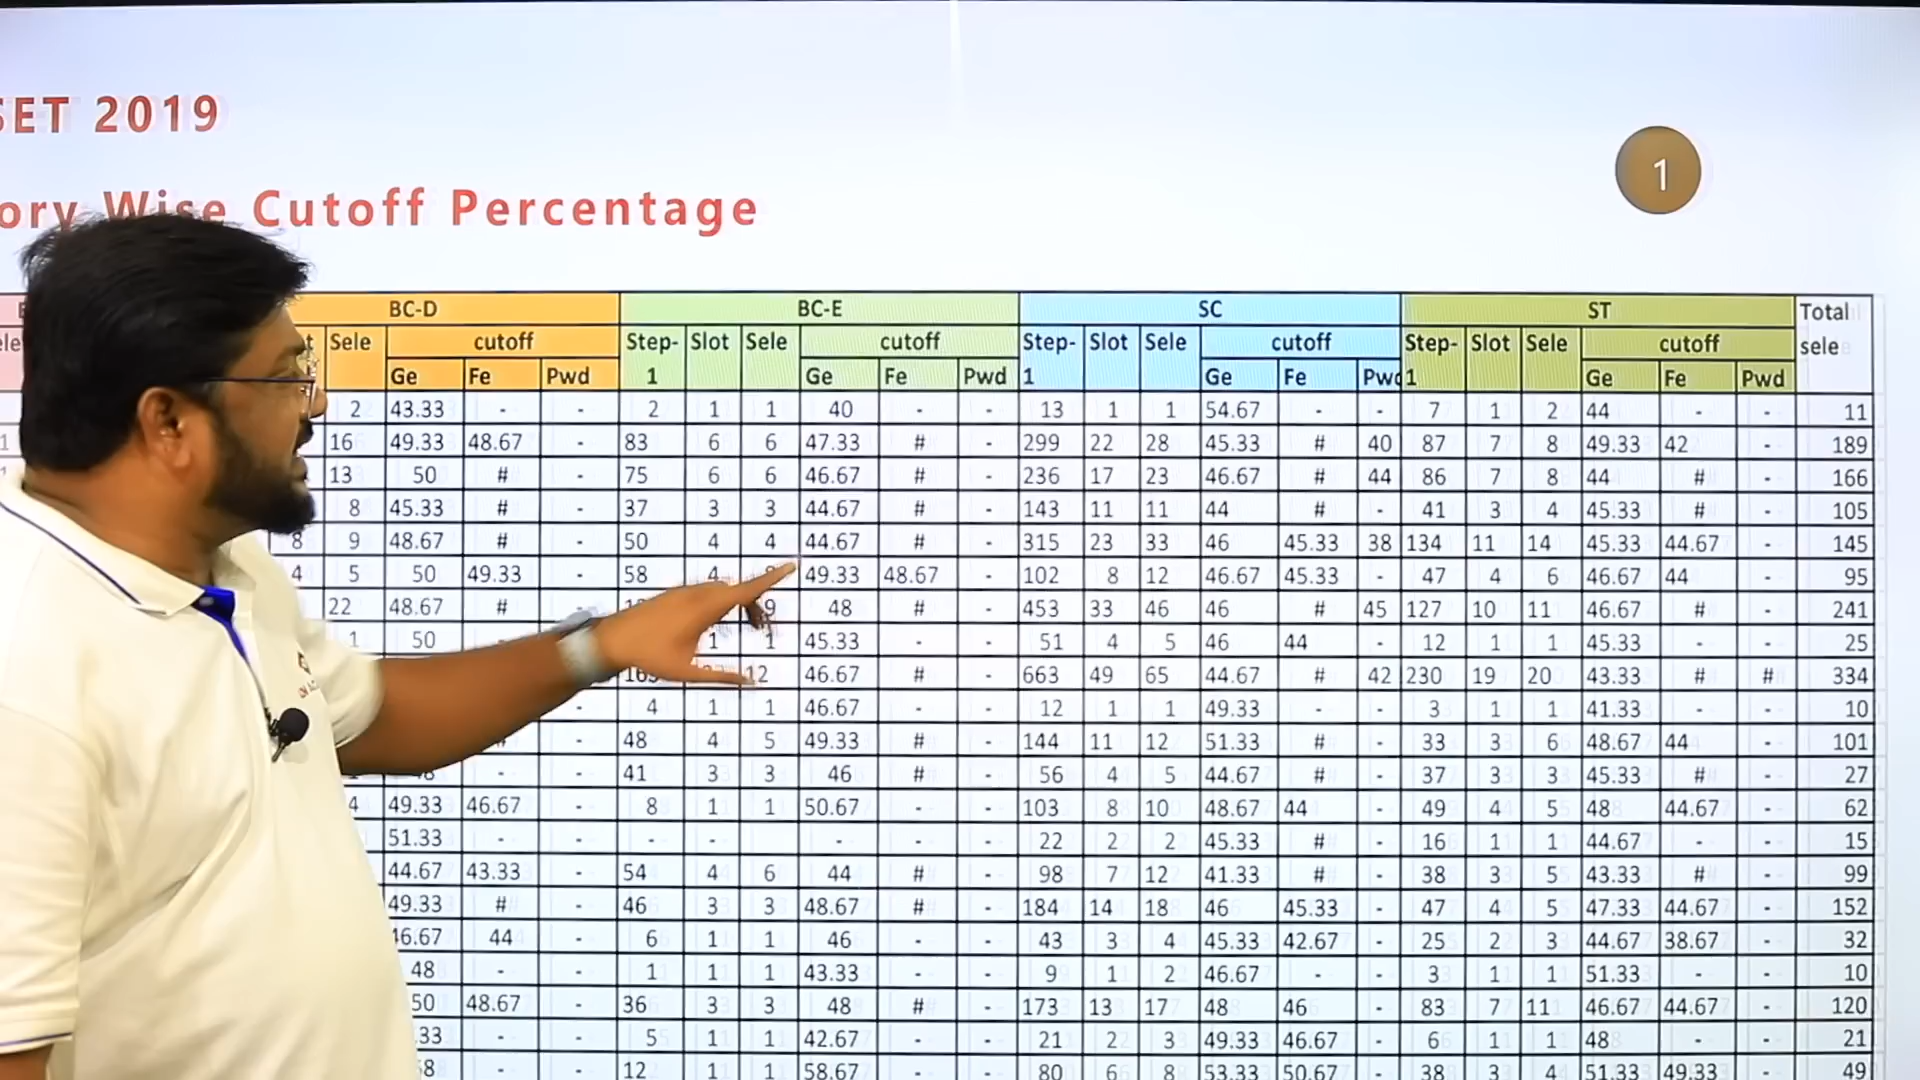 SET 2019
1
ory Wise Cutoff Percentage
BC-D BC-E SC ST Total
Sele cutoff Step- Slot Sele cutoff Step- Slot Sele cutoff Step- Slot Sele cutoff sele
Ge Fe Pwd 1 Ge Fe Pwd 1 Ge Fe Pwd 1 Ge Fe Pwd
2 43.33 - - 2 1 1 40 - - 13 1 1 54.67 - - 7 1 2 44 - - 11
16 49.33 48.67 - 83 6 6 47.33 # - 299 22 28 45.33 # 40 87 7 8 49.33 42 - 189
13 50 # - 75 6 6 46.67 # - 236 17 23 46.67 # 44 86 7 8 44 # - 166
8 45.33 # - 37 3 3 44.67 # - 143 11 11 44 # - 41 3 4 45.33 # - 105
8 9 48.67 # - 50 4 4 44.67 # - 315 23 33 46 45.33 38 134 11 14 45.33 44.67 - 145
4 5 50 49.33 - 58 4 49.33 48.67 - 102 8 12 46.67 45.33 - 47 4 6 46.67 44 - 95
22 48.67 # 9 48 # - 453 33 46 46 # 45 127 10 11 46.67 # - 241
1 50 - 1 1 45.33 - - 51 4 5 46 44 - 12 1 1 45.33 - - 25
12 46.67 # - 663 49 65 44.67 # 42 230 19 20 43.33 # # 334
- 4 1 1 46.67 - - 12 1 1 49.33 - - 3 1 1 41.33 - - 10
# - 48 4 5 49.33 # - 144 11 12 51.33 # - 33 3 6 48.67 44 - 101
48 - - 41 3 3 46 # - 56 4 5 44.67 # - 37 3 3 45.33 # - 27
4 49.33 46.67 - 8 1 1 50.67 - - 103 8 10 48.67 44 - 49 4 5 48 44.67 - 62
51.33 - - - - - - - - 22 2 2 45.33 # - 16 1 1 44.67 - - 15
44.67 43.33 - 54 4 6 44 # - 98 7 12 41.33 # - 38 3 5 43.33 # - 99
49.33 # - 46 3 3 48.67 # - 184 14 18 46 45.33 - 47 4 5 47.33 44.67 - 152
46.67 44 - 6 1 1 46 - - 43 3 4 45.33 42.67 - 25 2 3 44.67 38.67 - 32
48 - - 1 1 1 43.33 - - 9 1 2 46.67 - - 3 1 1 51.33 - - 10
50 48.67 - 36 3 3 48 # - 173 13 17 48 46 - 83 7 11 46.67 44.67 - 120
.33 - - 5 1 1 42.67 - - 21 2 3 49.33 46.67 - 6 1 1 48 - - 21
- - 12 1 1 58.67 - - 80 6 8 53.33 50.67 - 38 3 4 51.33 49.33 - 49